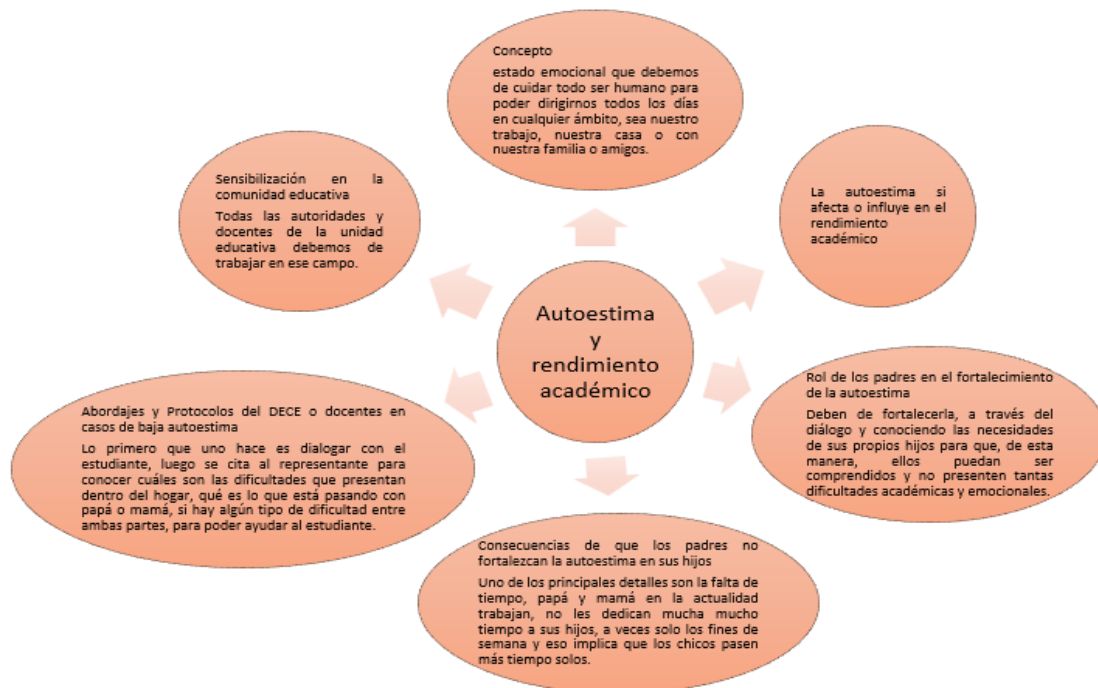 Concepto
estado emocional que debemos
de cuidar todo ser humano para
poder dirigirnos todos los días
en cualquier ámbito, sea nuestro
trabajo, nuestra casa o con
nuestra familia o amigos.
La autoestima si
afecta o influye en el
rendimiento
académico
Rol de los padres en el fortalecimiento
de la autoestima
Deben de fortalecerla, a través del
diálogo y conociendo las necesidades
de sus propios hijos para que, de esta
manera, ellos puedan ser
comprendidos y no presenten tantas
dificultades académicas y emocionales.
Consecuencias de que los padres no
fortalezcan la autoestima en sus hijos
Uno de los principales detalles son la falta de
tiempo, papá y mamá en la actualidad
trabajan, no les dedican mucha mucho
tiempo a sus hijos, a veces solo los fines de
semana y eso implica que los chicos pasen
más tiempo solos.
Abordajes y Protocolos del DECE o docentes en
casos de baja autoestima
Lo primero que uno hace es dialogar con el
estudiante, luego se cita al representante para
conocer cuáles son las dificultades que presentan
dentro del hogar, qué es lo que está pasando con
papá o mamá, si hay algún tipo de dificultad entre
ambas partes, para poder ayudar al estudiante.
Sensibilización en la
comunidad educativa
Todas las autoridades y
docentes de la unidad
educativa debemos de
trabajar en ese campo.
Autoestima
y
rendimiento
académico